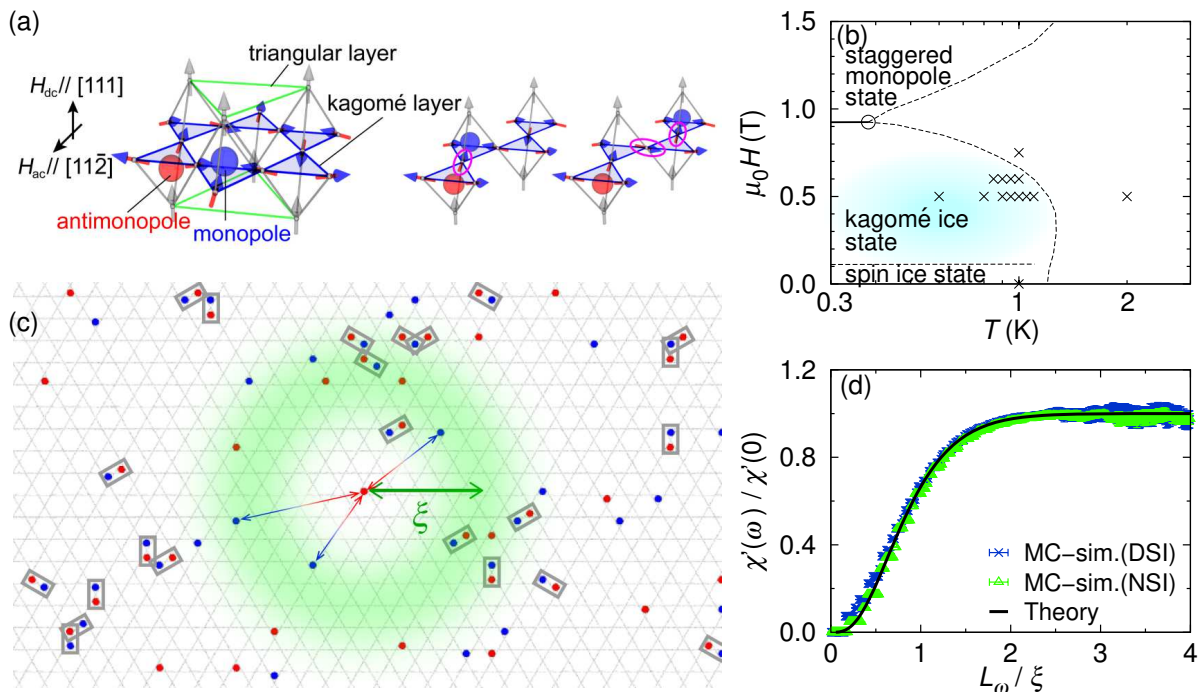 (a)
triangular layer
H_dc// [111]
kagomé layer
H_ac// [112̄]
antimonopole
monopole
(b)
1.5
staggered
monopole
state
1.0
μ₀H (T)
0.5
kagomé ice
state
spin ice state
0.0
0.3
1
2
T (K)
(c)
ξ
(d)
1.2
0.8
0.4
0.0
χ'(ω) / χ'(0)
MC−sim.(DSI)
MC−sim.(NSI)
Theory
0
1
2
3
4
L_ω / ξ